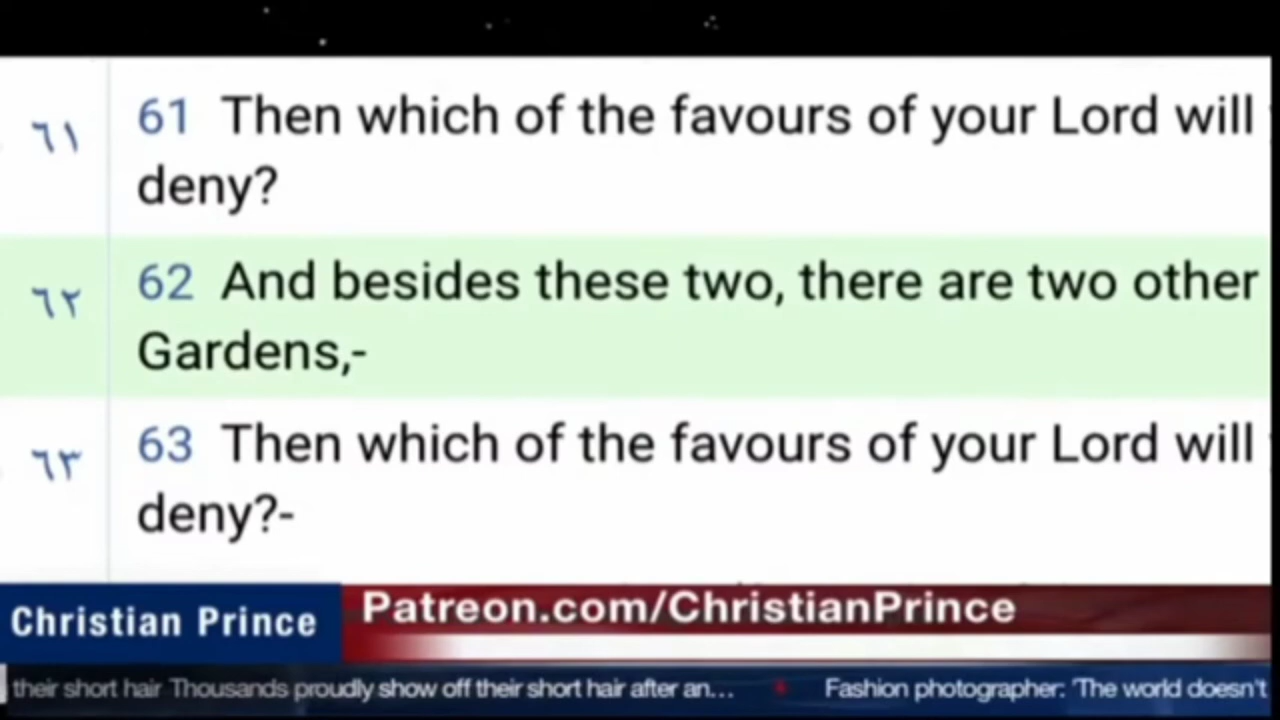 ٦١ 61 Then which of the favours of your Lord will
deny?
٦٢ 62 And besides these two, there are two other
Gardens,-
٦٣ 63 Then which of the favours of your Lord will
deny?-
Christian Prince Patreon.com/ChristianPrince
their short hair Thousands proudly show off their short hair after an... • Fashion photographer: 'The world doesn't